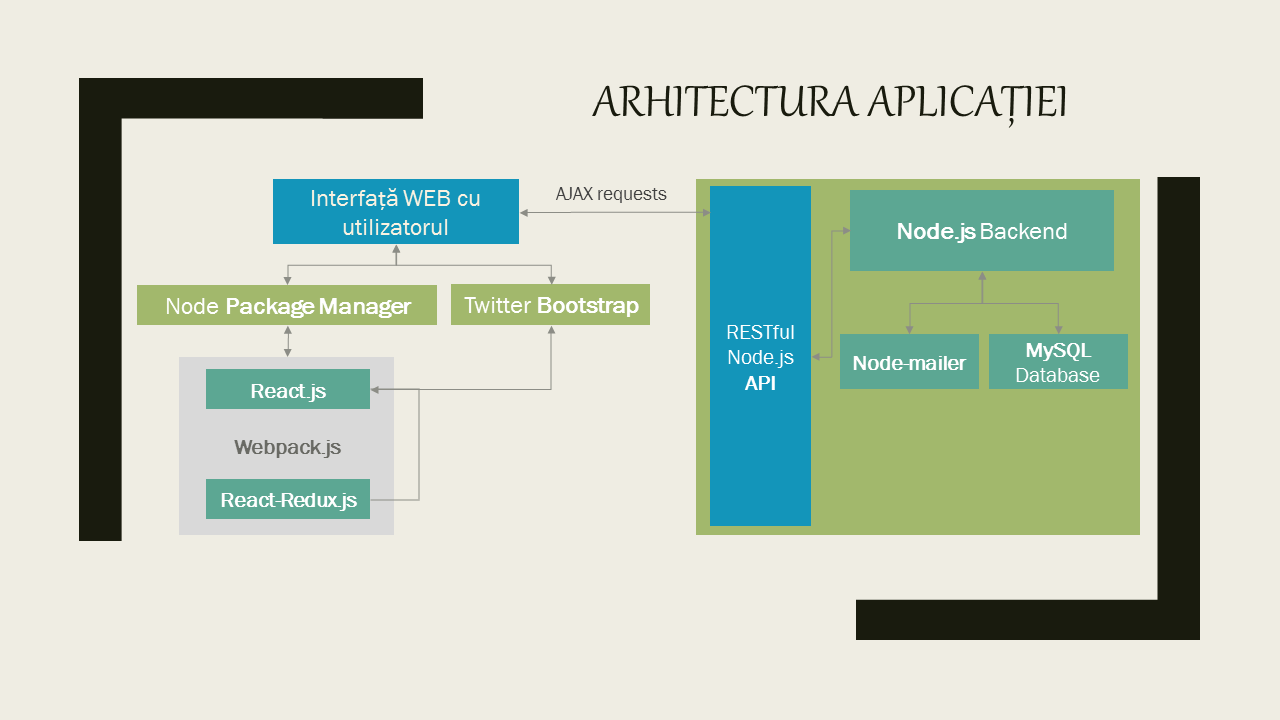 ARHITECTURA APLICAȚIEI
Interfață WEB cu
utilizatorul
AJAX requests
Node Package Manager
Twitter Bootstrap
React.js
Webpack.js
React-Redux.js
RESTful
Node.js
API
Node.js Backend
Node-mailer
MySQL
Database